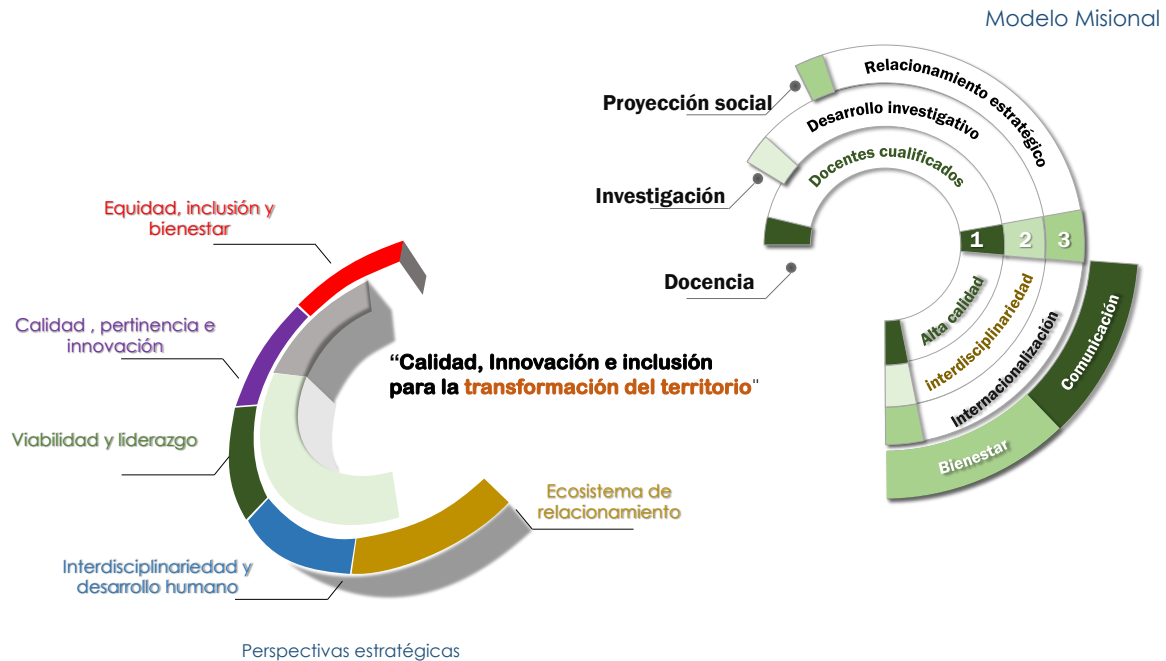 Modelo Misional
Relacionamiento estratégico
Proyección social
Desarrollo investigativo
Docentes cualificados
Investigación
Docencia
1 2 3
Alta calidad
interdisciplinariedad
Internacionalización
Comunicación
Bienestar
Equidad, inclusión y
bienestar
Calidad , pertinencia e
innovación
“Calidad, Innovación e inclusión
para la transformación del territorio"
Viabilidad y liderazgo
Ecosistema de
relacionamiento
Interdisciplinariedad y
desarrollo humano
Perspectivas estratégicas